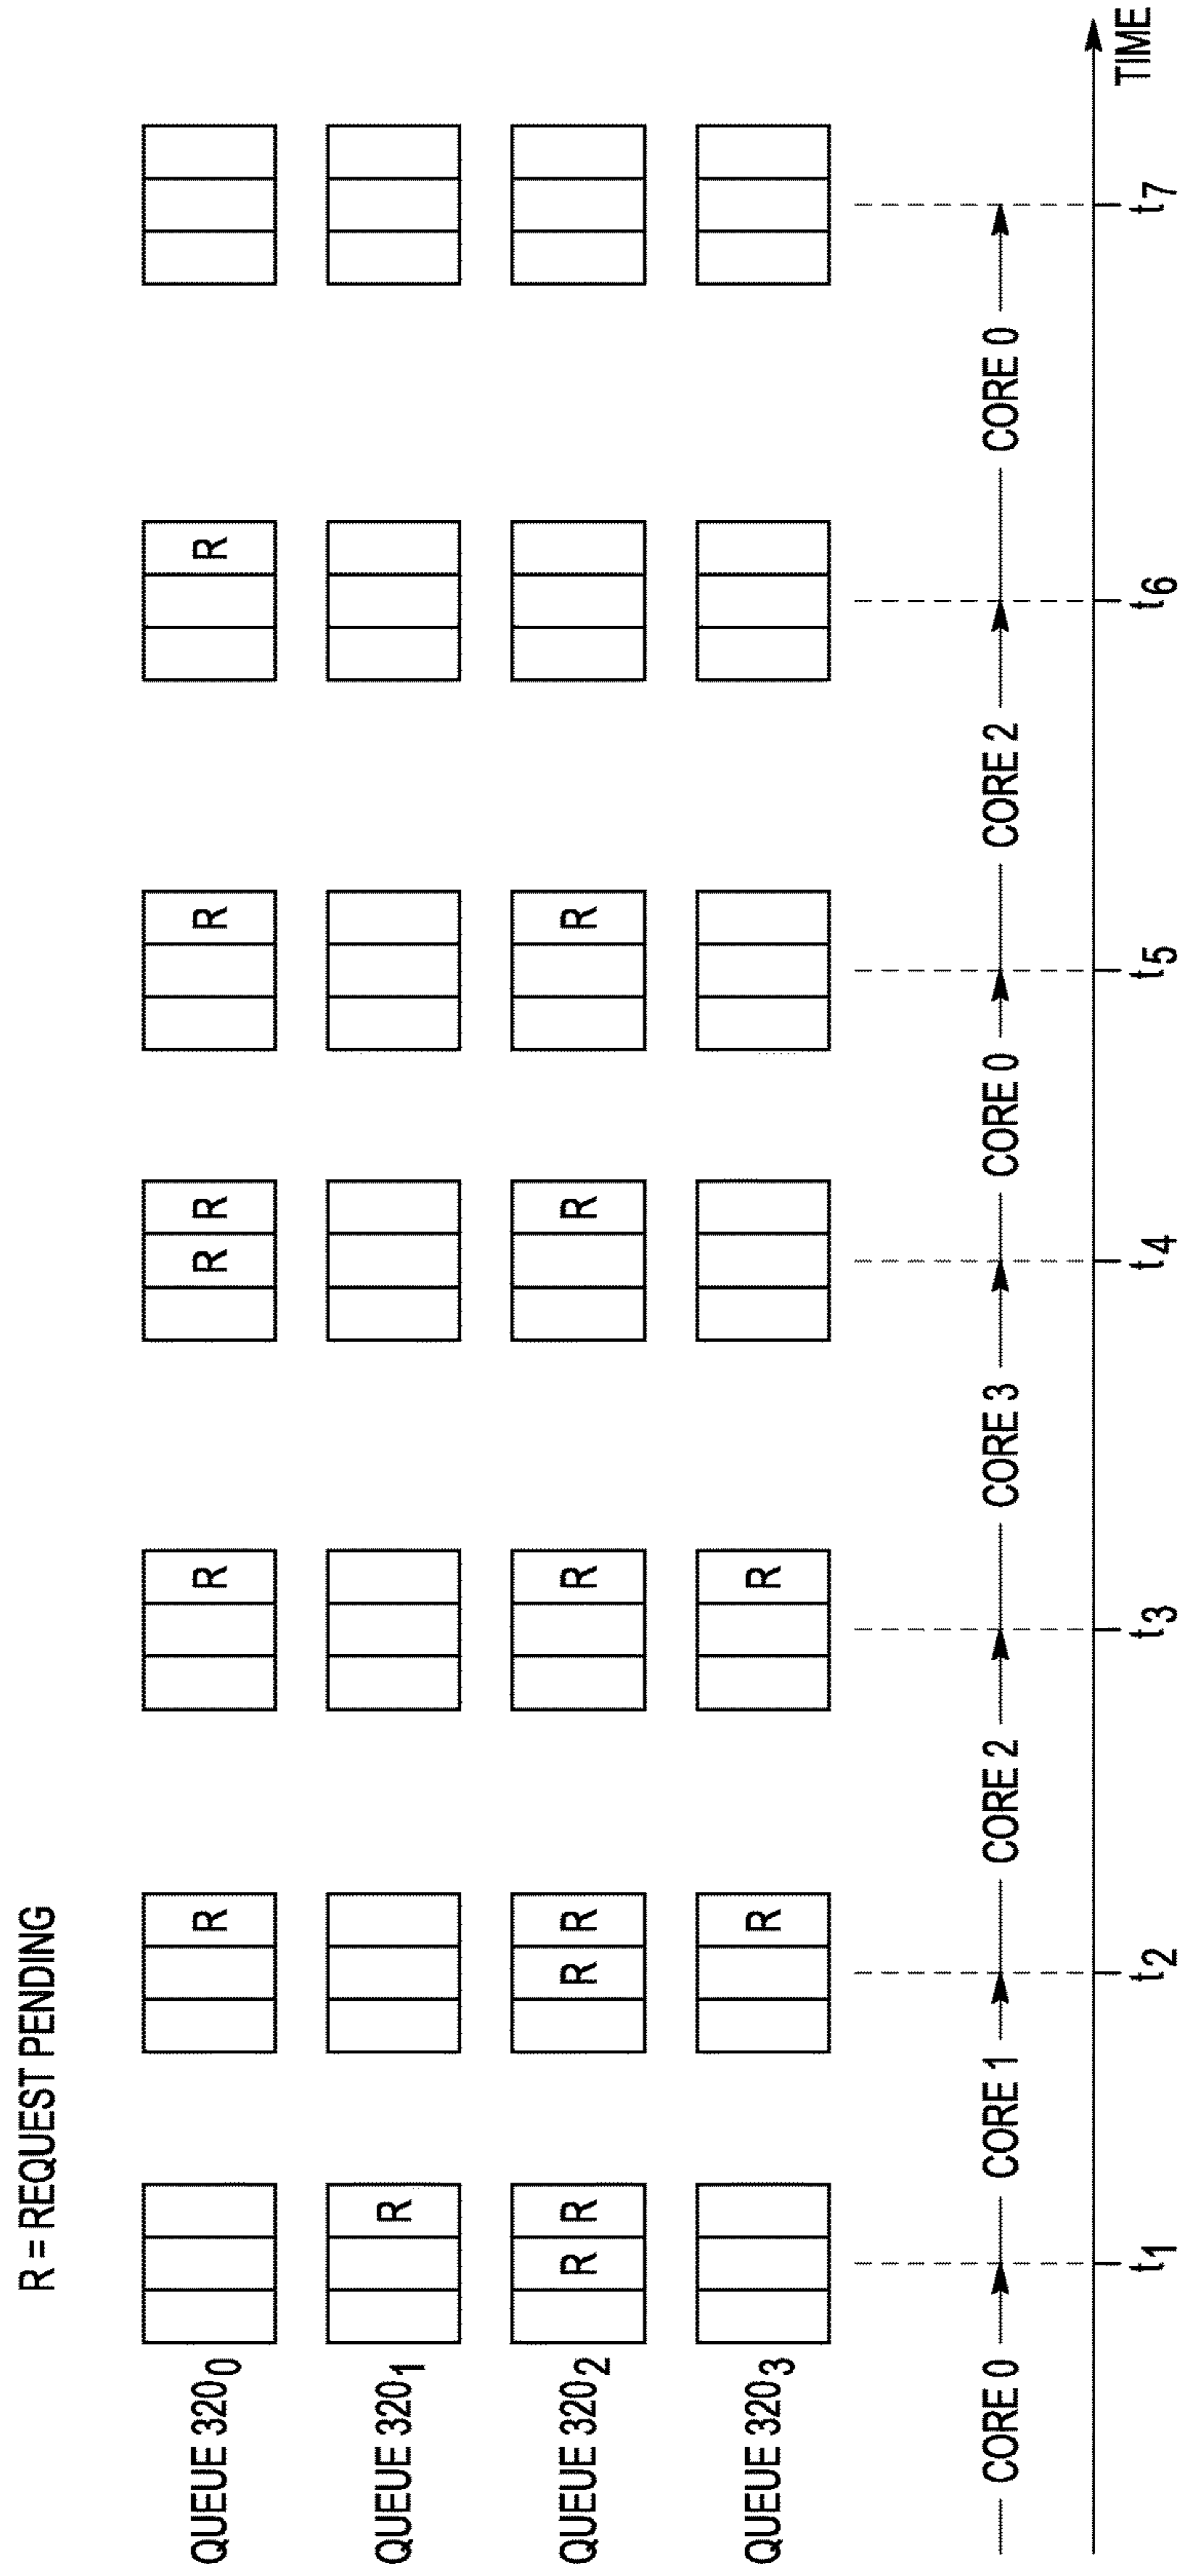 R = REQUEST PENDING
QUEUE 320₀ R R R R R
QUEUE 320₁ R
QUEUE 320₂ R R R R R R R
QUEUE 320₃ R R
CORE 0 CORE 1 CORE 2 CORE 3 CORE 0 CORE 2 CORE 0
t₁ t₂ t₃ t₄ t₅ t₆ t₇
TIME